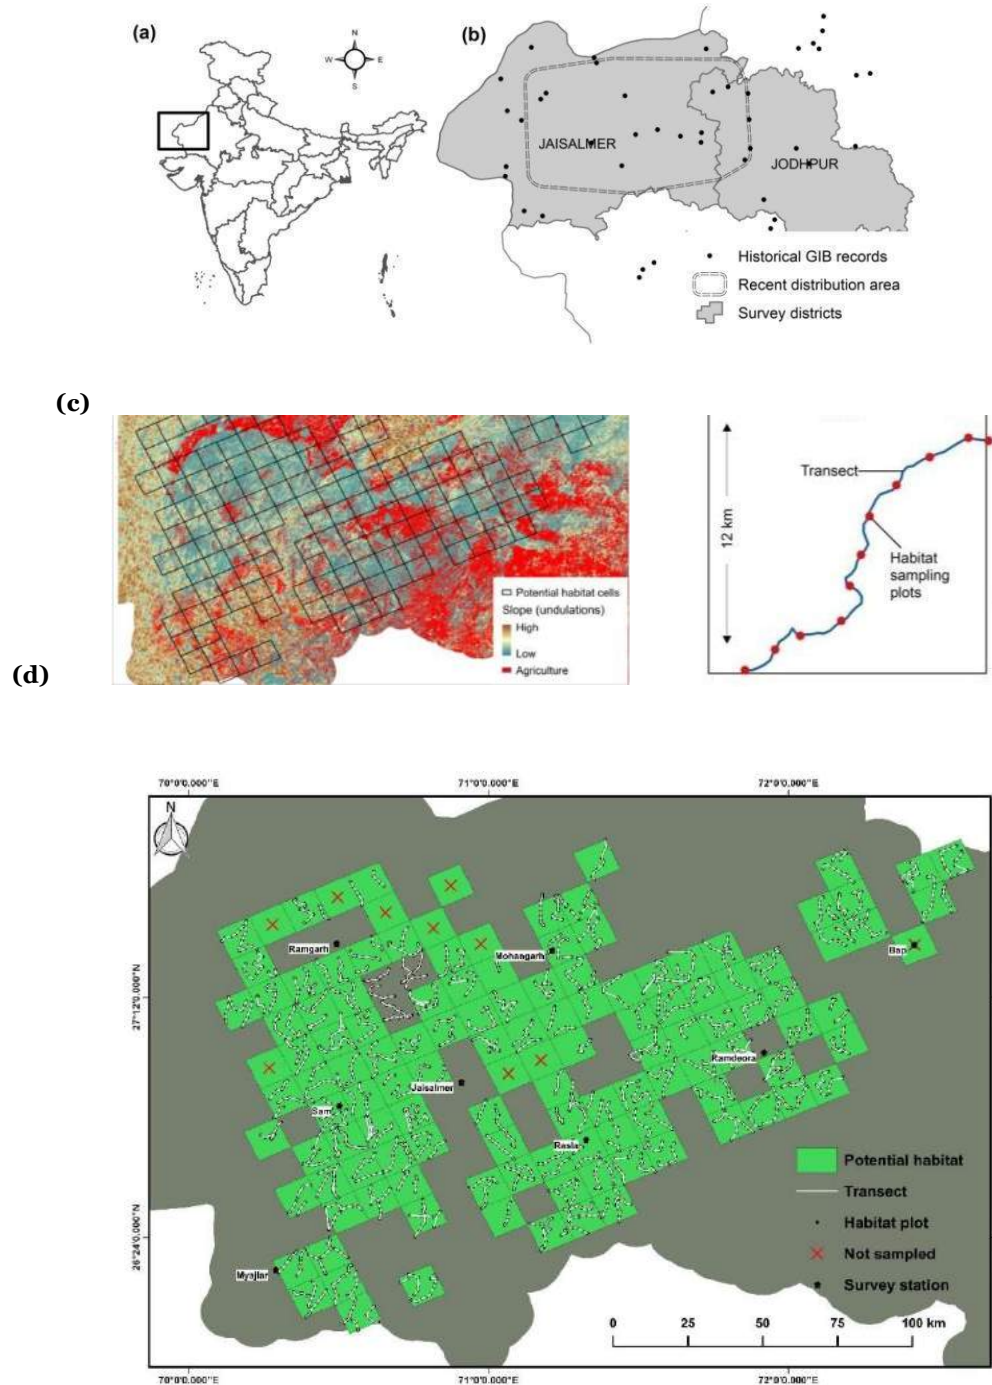 (a)
N
W
E
S
(b)
JAISALMER
JODHPUR
Historical GIB records
Recent distribution area
Survey districts
(c)
Potential habitat cells
Slope (undulations)
High
Low
Agriculture
12 km
Transect
Habitat
sampling
plots
(d)
70°0'0.000"E
71°0'0.000"E
72°0'0.000"E
N
27°12'0.000"N
26°24'0.000"N
Ramgarh
Mohangarh
Bap
Ramdeora
Jaisalmer
Sam
Rasla
Myajlar
Potential habitat
Transect
Habitat plot
Not sampled
Survey station
0 25 50 75 100 km
70°0'0.000"E
71°0'0.000"E
72°0'0.000"E